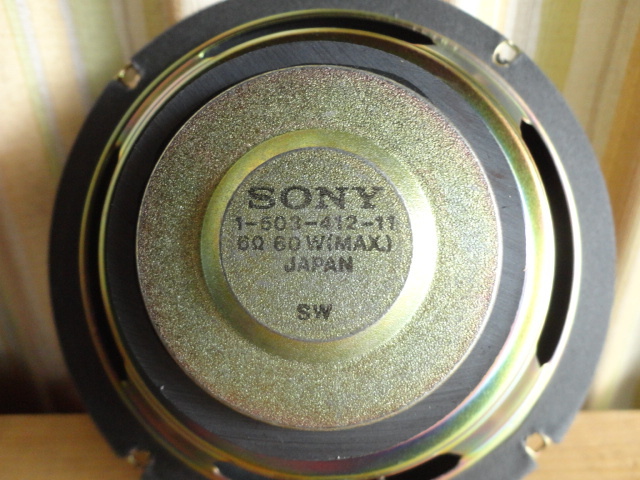 SONY
1-503-412-11
6Ω 60W(MAX.)
JAPAN
SW